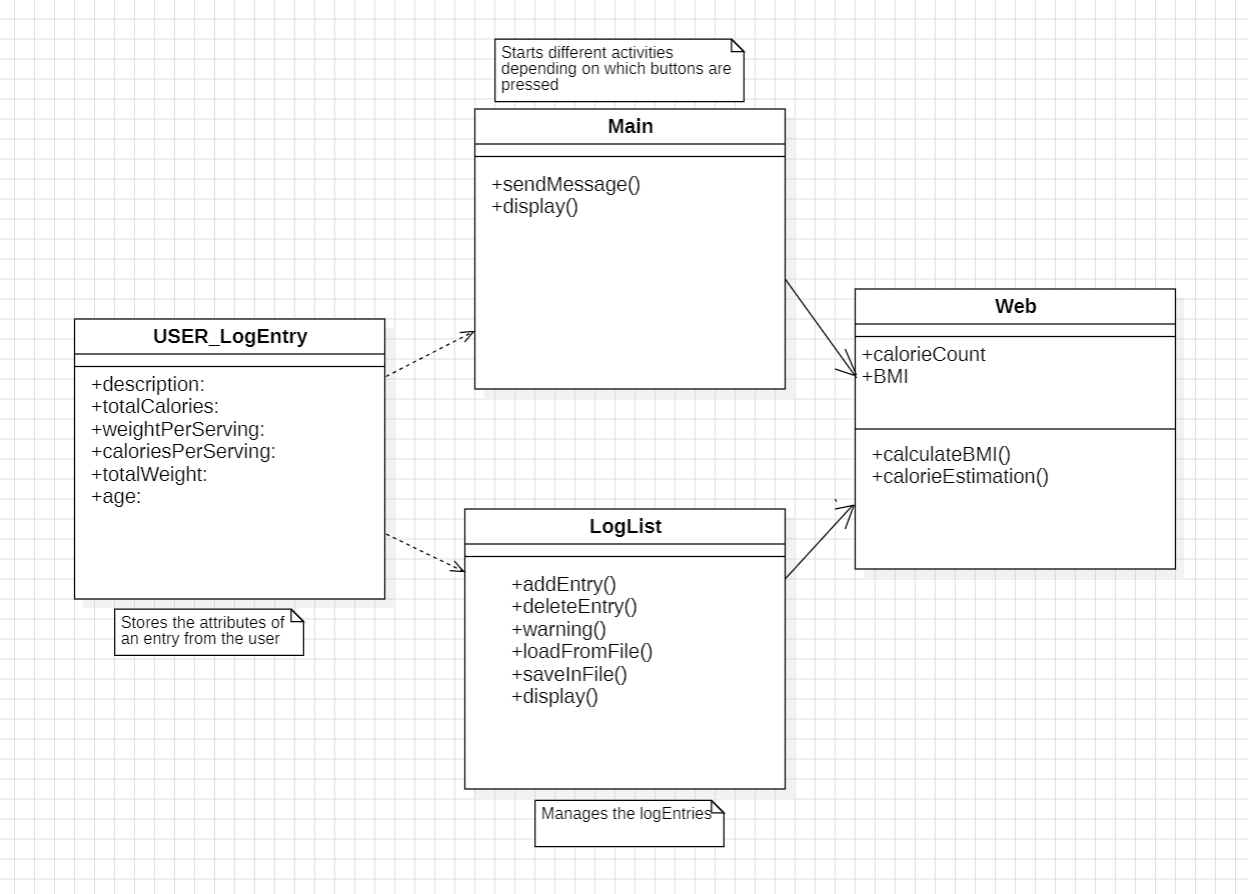 Starts different activities
depending on which buttons are
pressed
Main
+sendMessage()
+display()
Web
+calorieCount
+BMI
+calculateBMI()
+calorieEstimation()
USER_LogEntry
+description:
+totalCalories:
+weightPerServing:
+caloriesPerServing:
+totalWeight:
+age:
Stores the attributes of
an entry from the user
LogList
+addEntry()
+deleteEntry()
+warning()
+loadFromFile()
+saveInFile()
+display()
Manages the logEntries